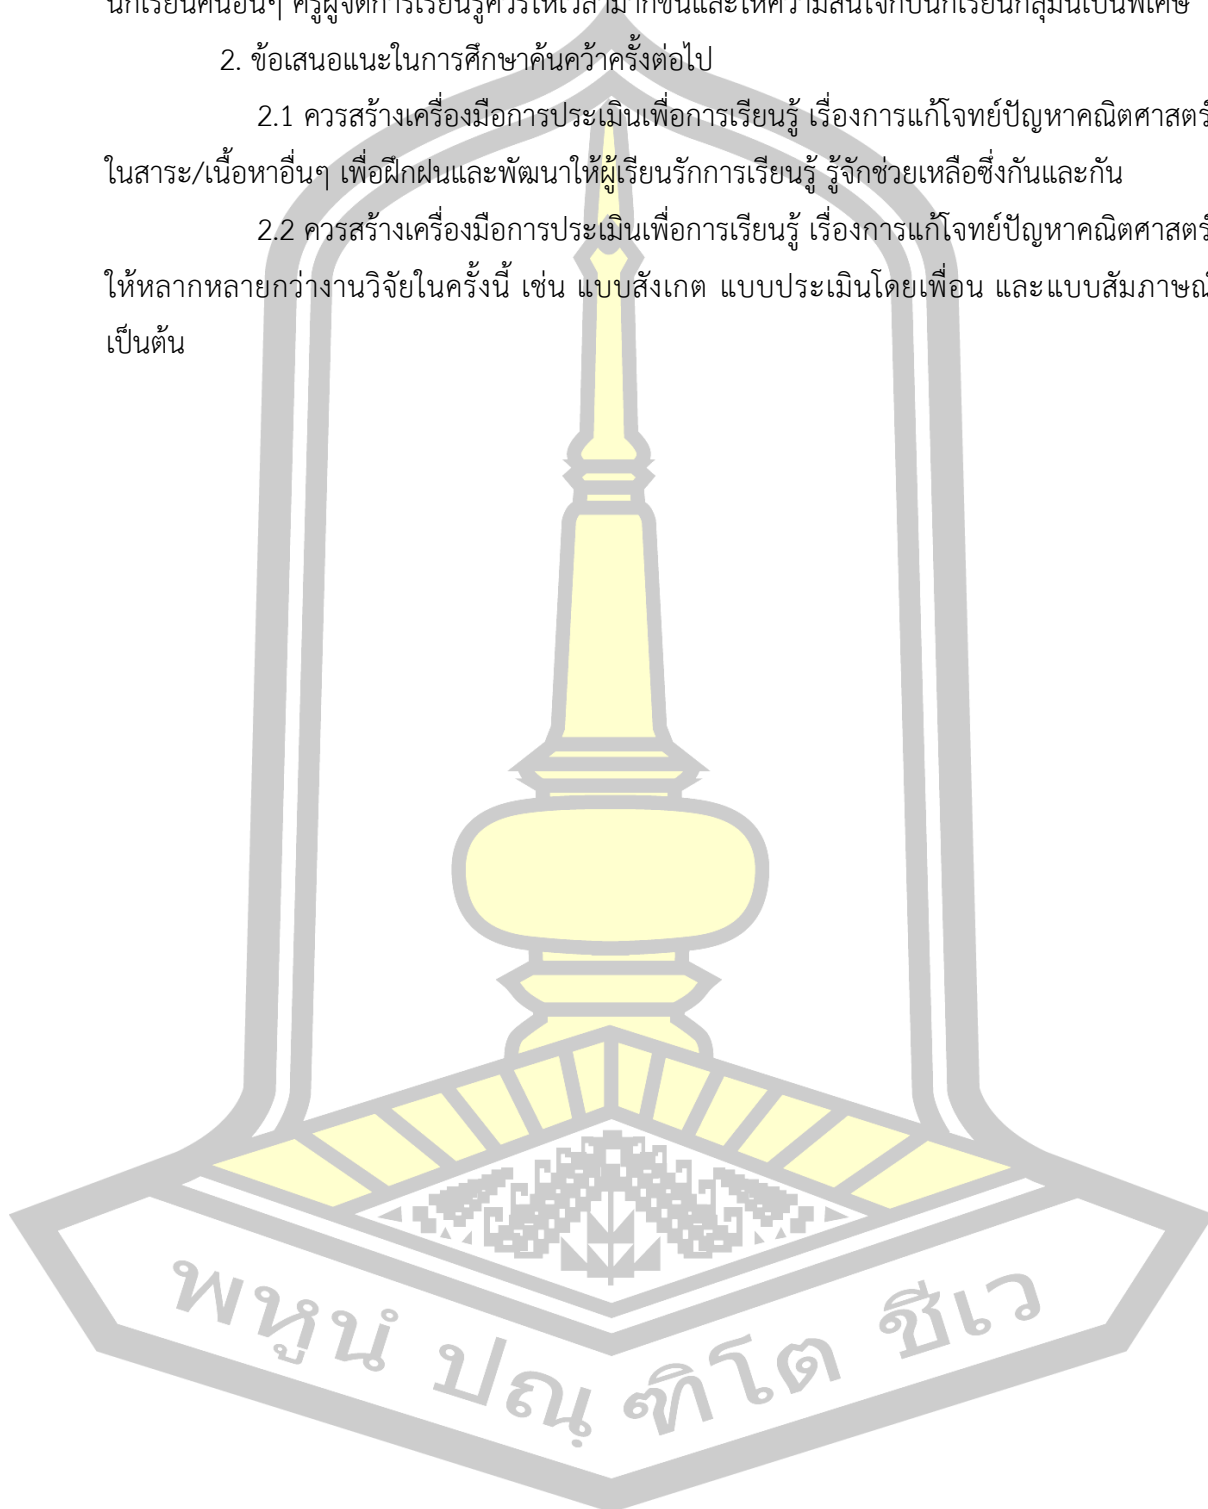 นักเรียนคนอื่นๆ ครูผู้จัดการเรียนรู้ควรให้เวลามากขึ้นและให้ความสนใจกับนักเรียนกลุ่มนี้เป็นพิเศษ
2. ข้อเสนอแนะในการศึกษาค้นคว้าครั้งต่อไป
2.1 ควรสร้างเครื่องมือการประเมินเพื่อการเรียนรู้ เรื่องการแก้โจทย์ปัญหาคณิตศาสตร์
ในสาระ/เนื้อหาอื่นๆ เพื่อฝึกฝนและพัฒนาให้ผู้เรียนรักการเรียนรู้ รู้จักช่วยเหลือซึ่งกันและกัน
2.2 ควรสร้างเครื่องมือการประเมินเพื่อการเรียนรู้ เรื่องการแก้โจทย์ปัญหาคณิตศาสตร์
ให้หลากหลายกว่างานวิจัยในครั้งนี้ เช่น แบบสังเกต แบบประเมินโดยเพื่อน และแบบสัมภาษณ์
เป็นต้น
พหูนํ ปณฺฑิโต ชีเว